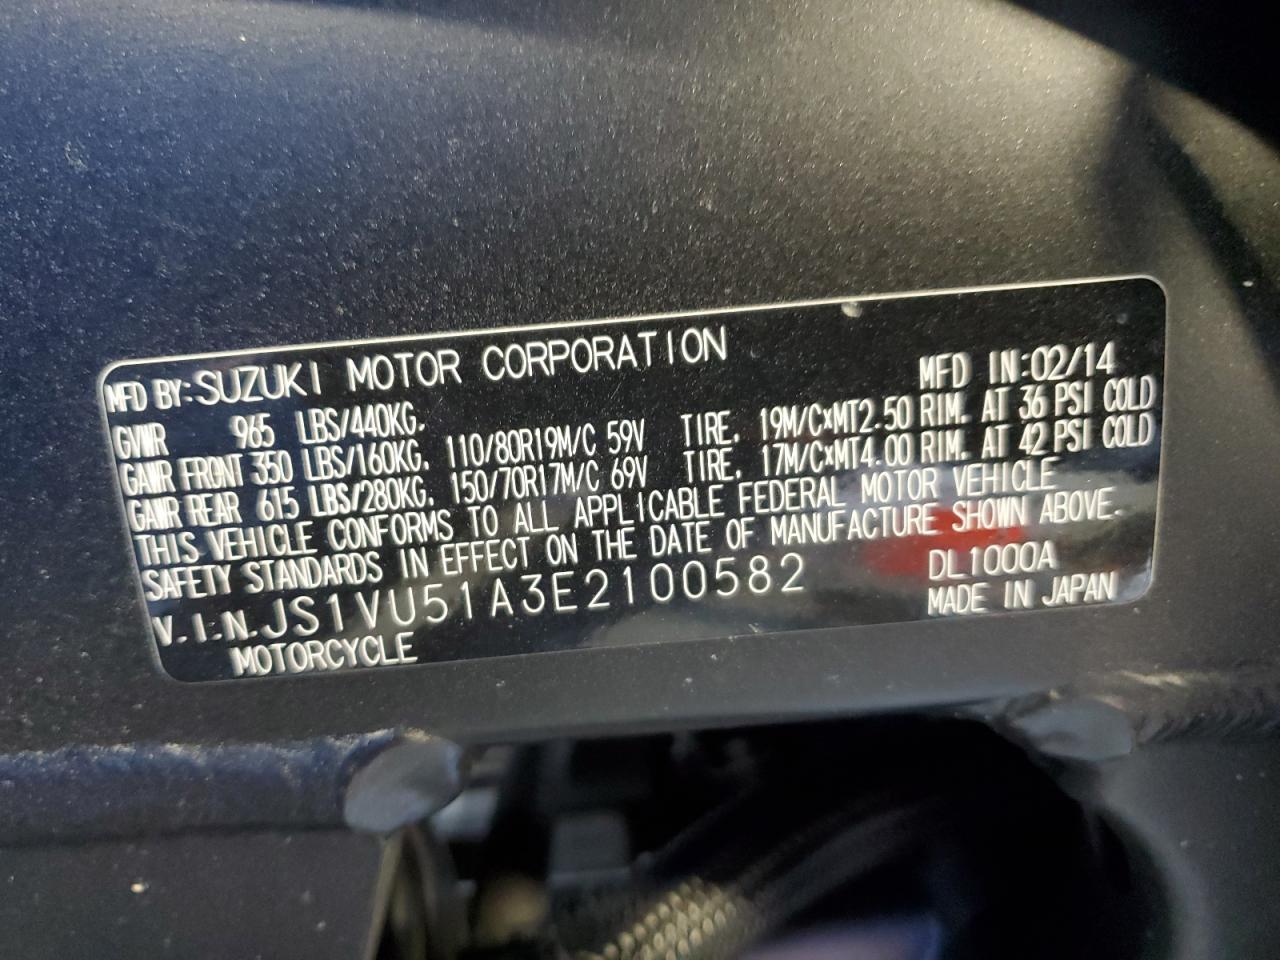 MFD BY:SUZUKI MOTOR CORPORATION MFD IN:02/14
GVWR 965 LBS/440KG.
GAWR FRONT 350 LBS/160KG. 110/80R19M/C 59V TIRE, 19M/CxMT2.50 RIM. AT 36 PSI COLD
GAWR REAR 615 LBS/280KG. 150/70R17M/C 69V TIRE, 17M/CxMT4.00 RIM. AT 42 PSI COLD
THIS VEHICLE CONFORMS TO ALL APPLICABLE FEDERAL MOTOR VEHICLE
SAFETY STANDARDS IN EFFECT ON THE DATE OF MANUFACTURE SHOWN ABOVE.
V.I.N.JS1VU51A3E2100582 DL1000A
MOTORCYCLE MADE IN JAPAN